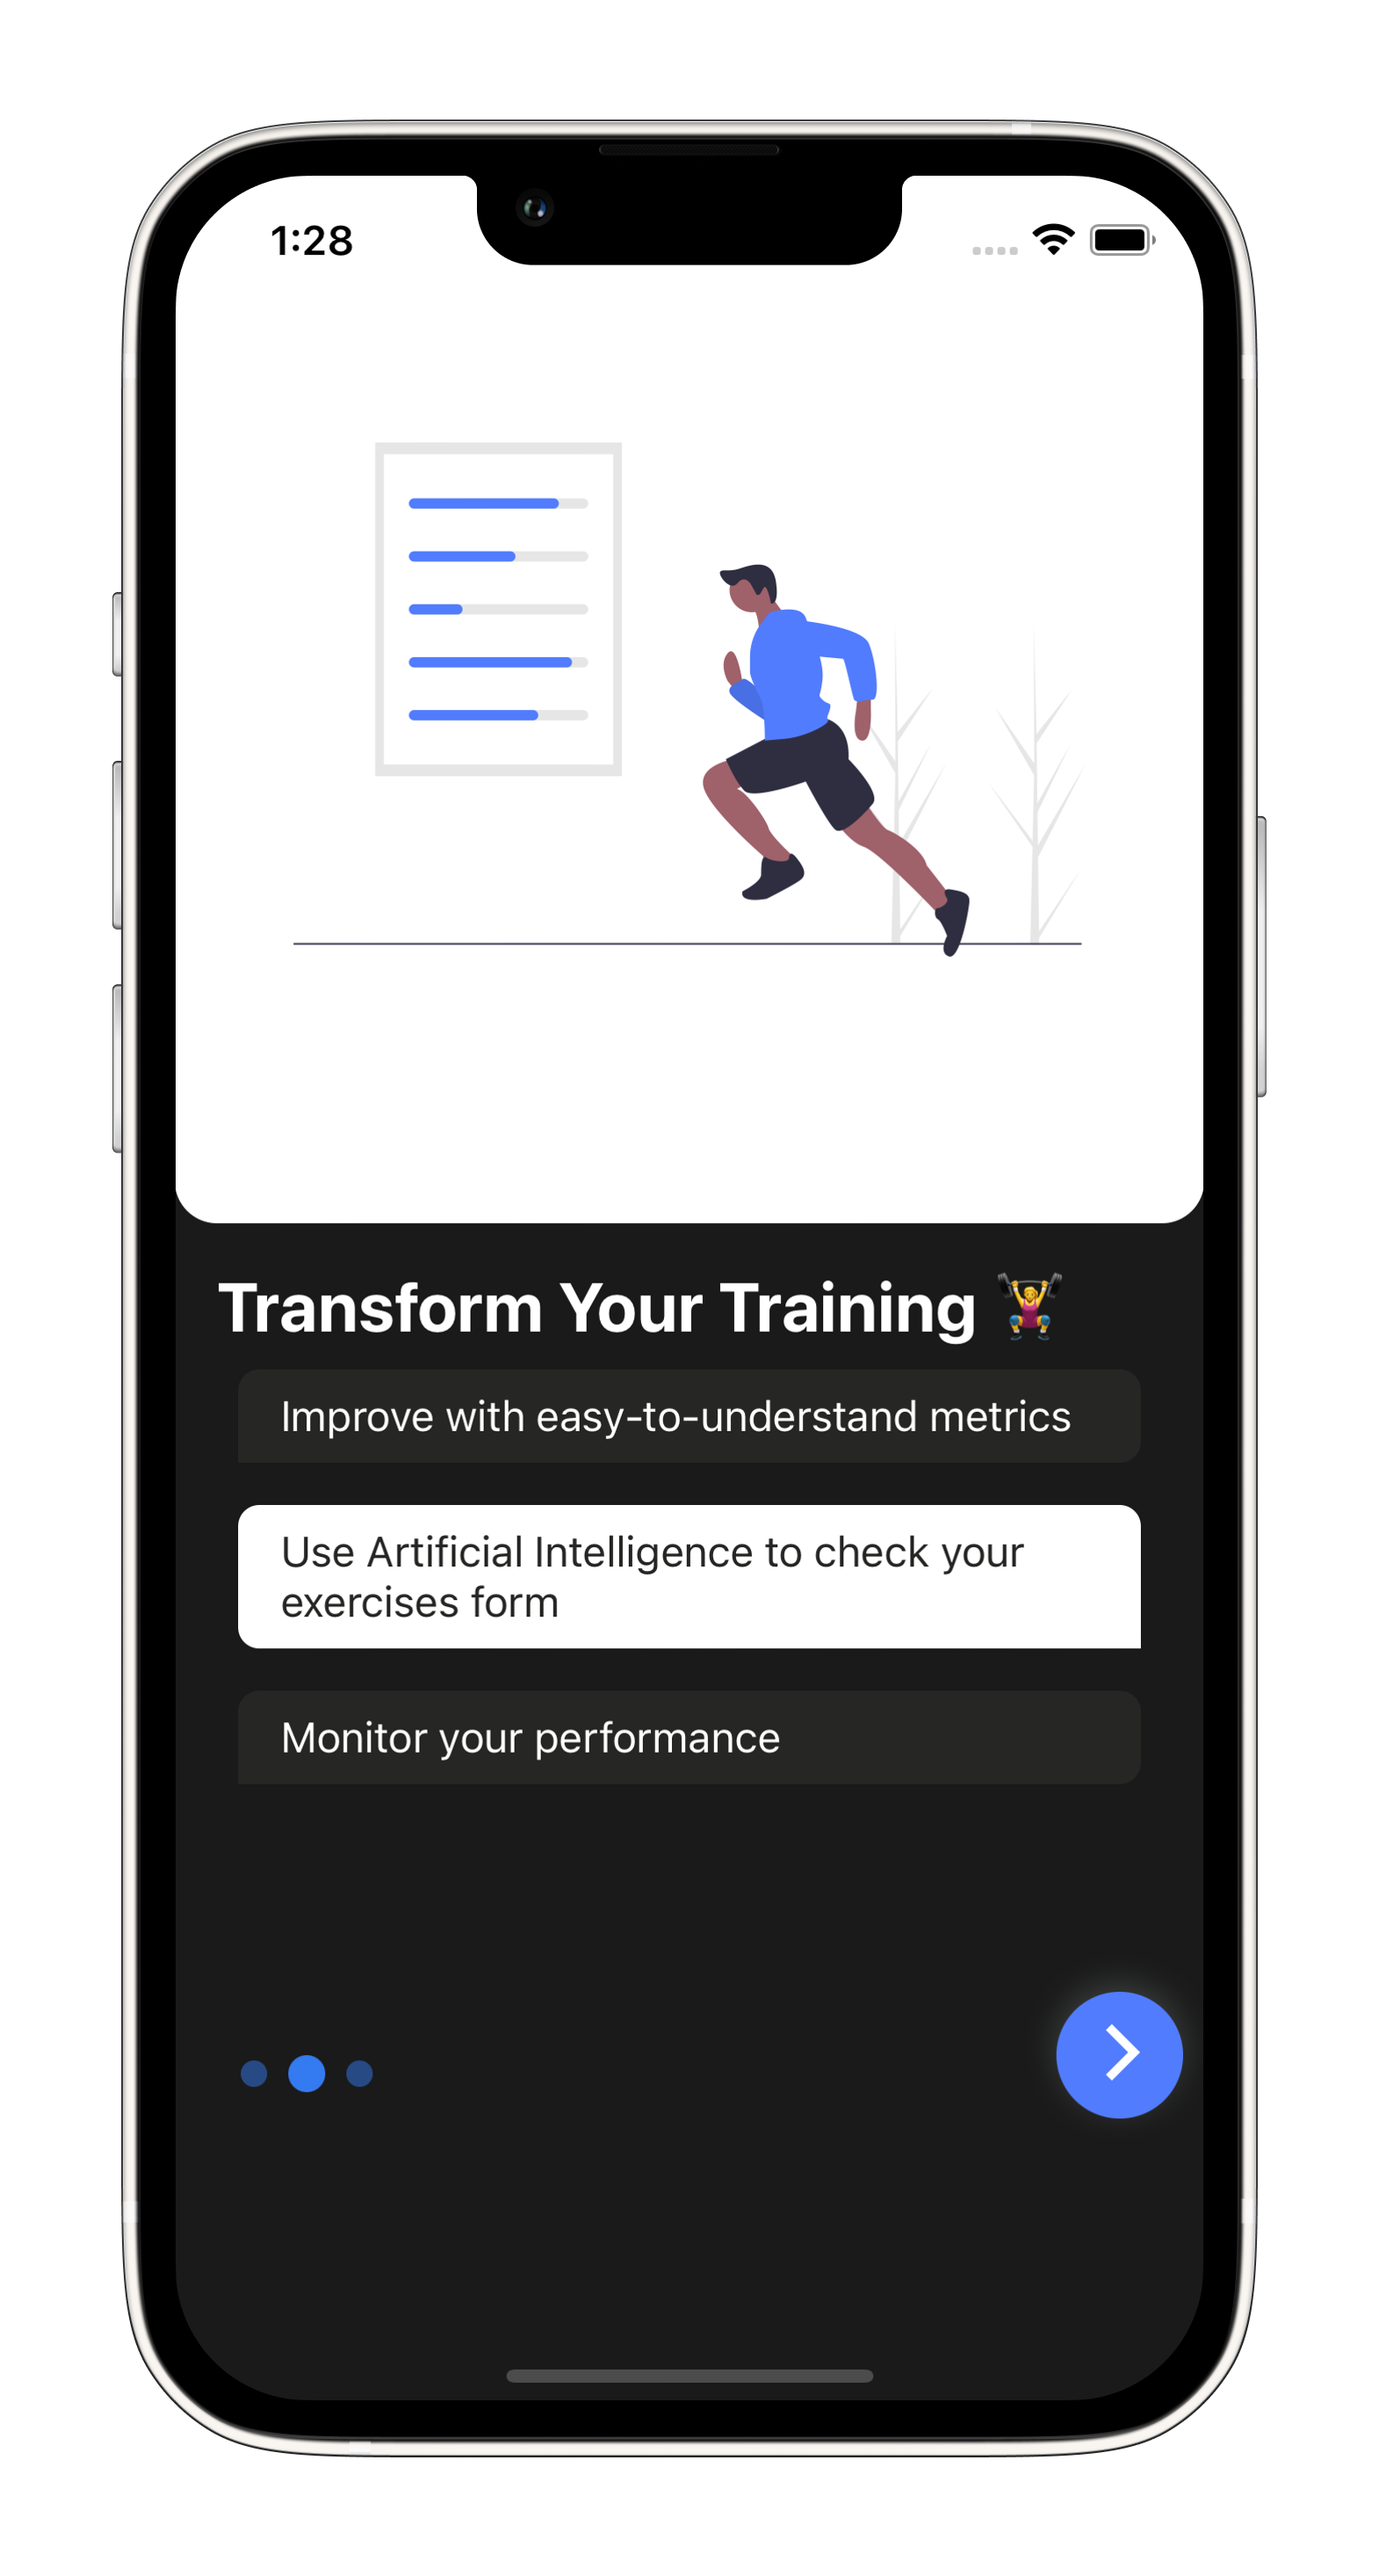 1:28
Transform Your Training 🏋️‍♀️
Improve with easy-to-understand metrics
Use Artificial Intelligence to check your
exercises form
Monitor your performance